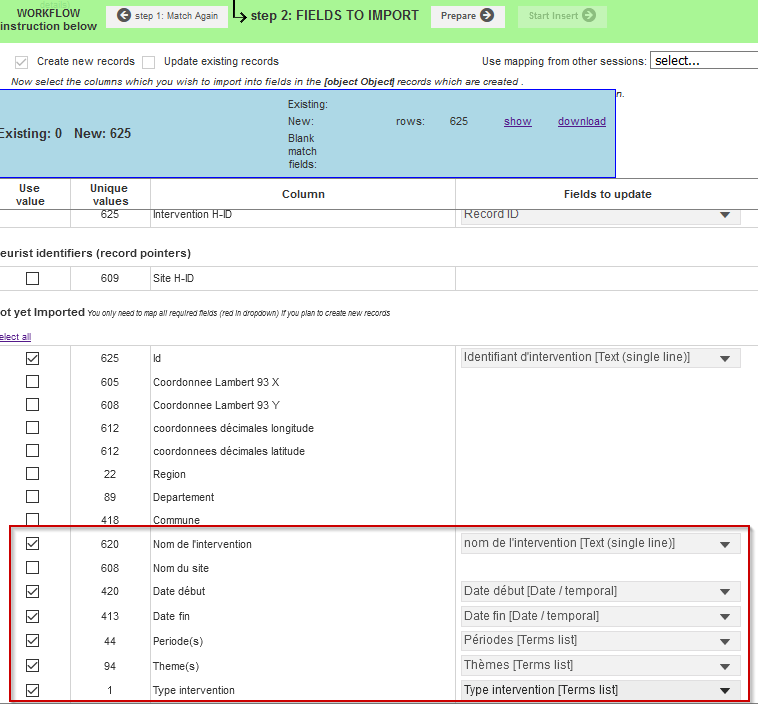 WORKFLOW
instruction below
step 1: Match Again
step 2: FIELDS TO IMPORT
Prepare
Start Insert
Create new records
Update existing records
Use mapping from other sessions:
select...
Now select the columns which you wish to import into fields in the [object Object] records which are created .
n.
Existing: 0 New: 625
Existing:
New: rows: 625 show download
Blank
match
fields:
Use
value
Unique
values
Column
Fields to update
625 Intervention H-ID Record ID
eurist identifiers (record pointers)
609 Site H-ID
ot yet Imported You only need to map all required fields (red in dropdown) if you plan to create new records
elect all
625 Id Identifiant d'intervention [Text (single line)]
605 Coordonnee Lambert 93 X
608 Coordonnee Lambert 93 Y
612 coordonnees décimales longitude
612 coordonnees décimales latitude
22 Region
89 Departement
418 Commune
620 Nom de l'intervention nom de l'intervention [Text (single line)]
608 Nom du site
420 Date début Date début [Date / temporal]
413 Date fin Date fin [Date / temporal]
44 Periode(s) Périodes [Terms list]
94 Theme(s) Thèmes [Terms list]
1 Type intervention Type intervention [Terms list]